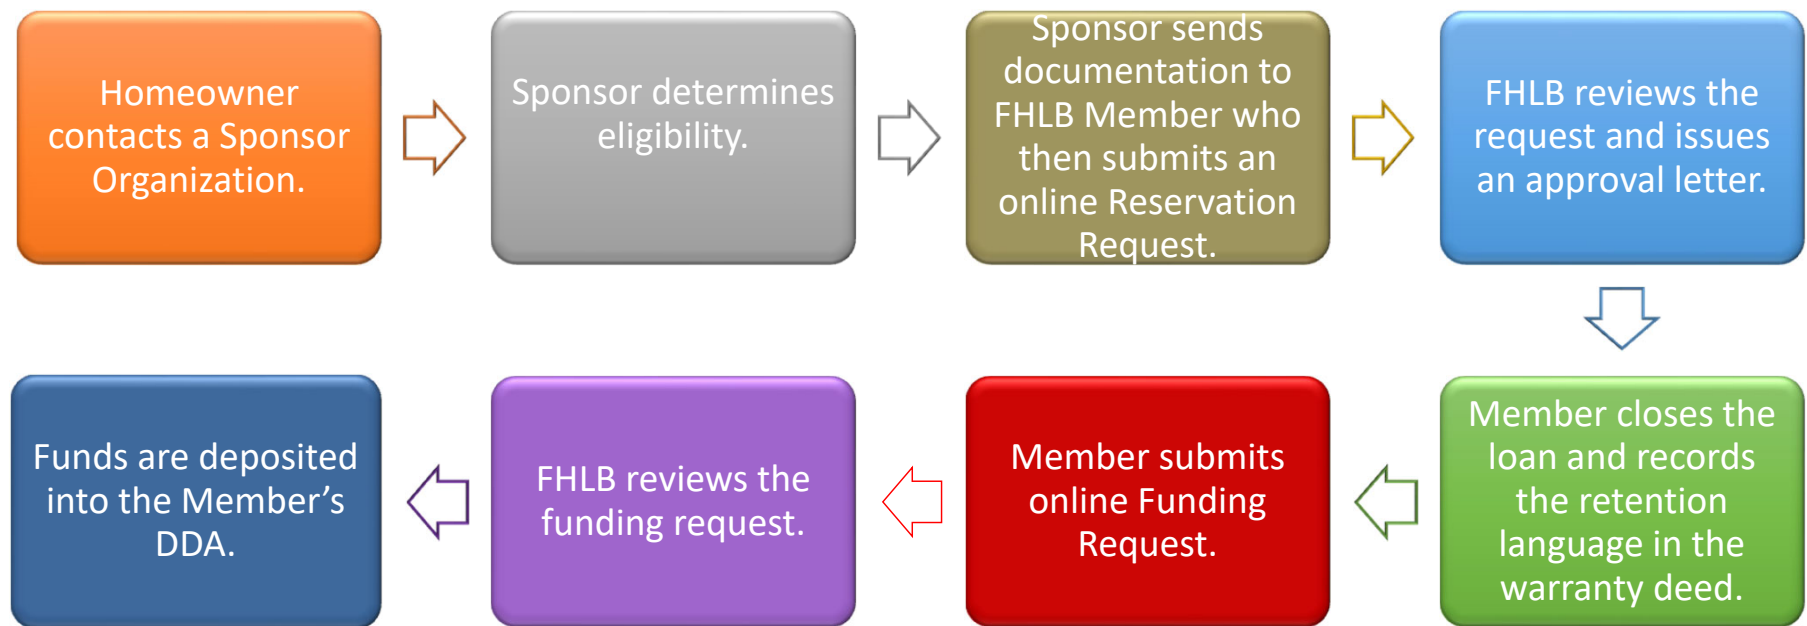 Homeowner
contacts a Sponsor
Organization.
Sponsor determines
eligibility.
Sponsor sends
documentation to
FHLB Member who
then submits an
online Reservation
Request.
FHLB reviews the
request and issues
an approval letter.
Member closes the
loan and records
the retention
language in the
warranty deed.
Member submits
online Funding
Request.
FHLB reviews the
funding request.
Funds are deposited
into the Member’s
DDA.